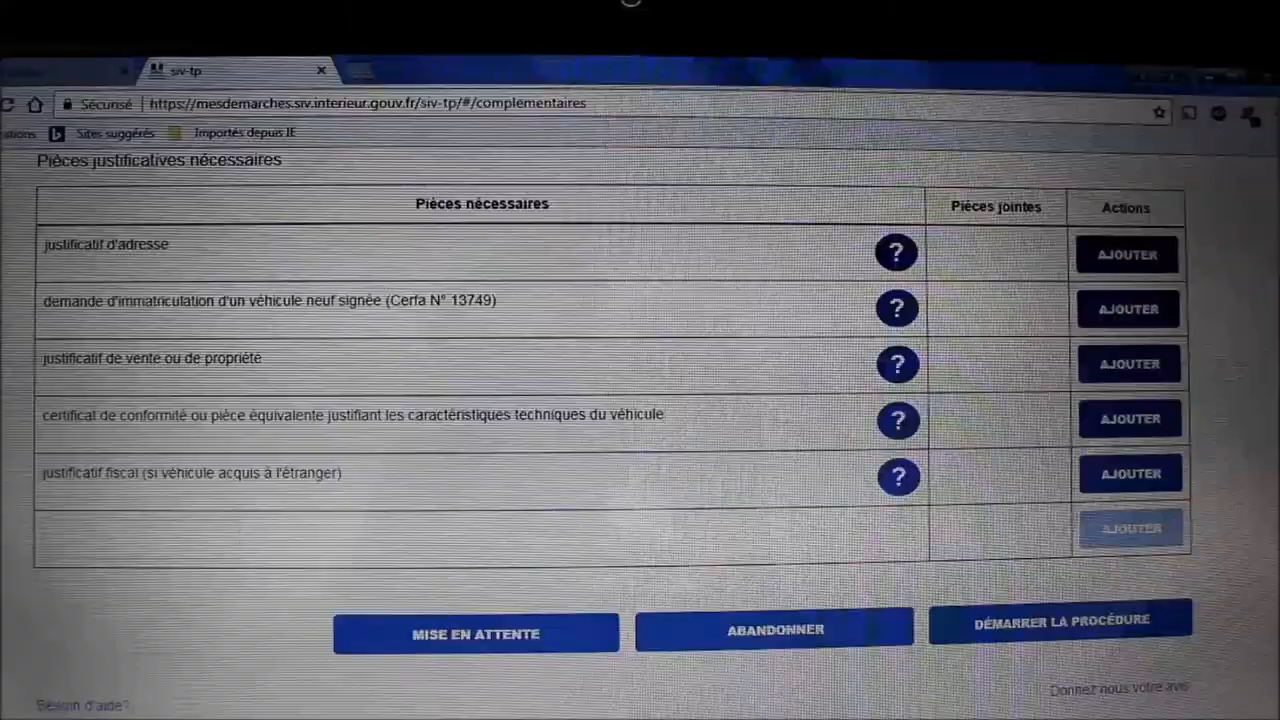 siv-tp
Sécurisé | https://mesdemarches.siv.interieur.gouv.fr/siv-tp/#/complementaires
Sites suggérés Importés depuis IE
Pièces justificatives nécessaires
Pièces nécessaires Pièces jointes Actions
justificatif d'adresse ? AJOUTER
demande d'immatriculation d'un véhicule neuf signée (Cerfa N° 13749) ? AJOUTER
justificatif de vente ou de propriété ? AJOUTER
certificat de conformité ou pièce équivalente justifiant les caractéristiques techniques du véhicule ? AJOUTER
justificatif fiscal (si véhicule acquis à l'étranger) ? AJOUTER
AJOUTER
MISE EN ATTENTE ABANDONNER DÉMARRER LA PROCÉDURE
Besoin d'aide? Donnez nous votre avis